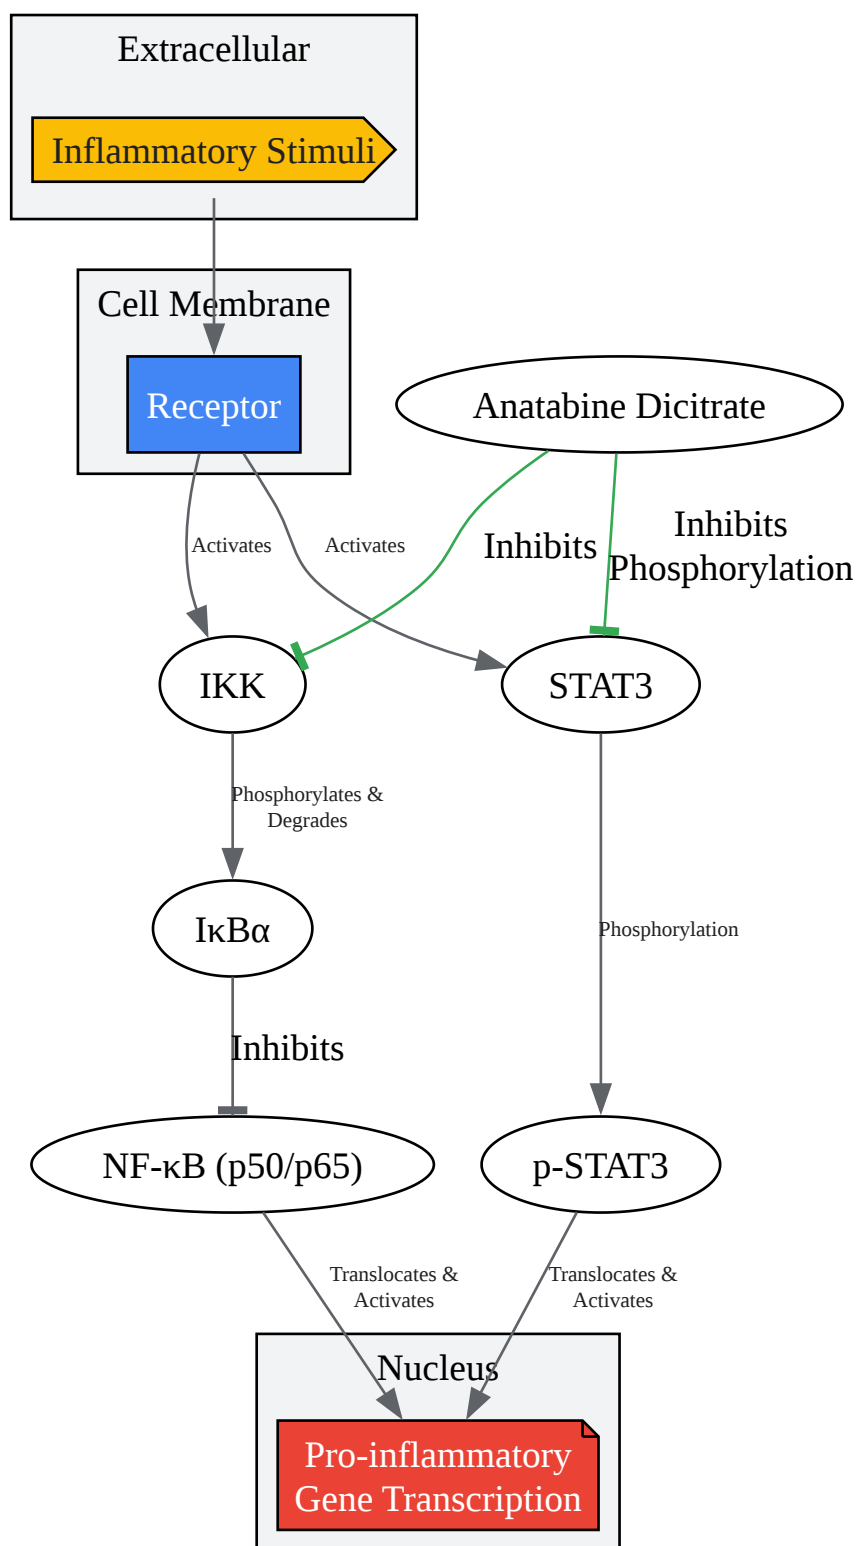 Extracellular
Inflammatory Stimuli
Cell Membrane
Receptor
Anatabine Dicitrate
Activates
Activates
Inhibits
Inhibits
Phosphorylation
IKK
STAT3
Phosphorylates &
Degrades
IκBα
Phosphorylation
Inhibits
NF-κB (p50/p65)
p-STAT3
Translocates &
Activates
Translocates &
Activates
Nucleus
Pro-inflammatory
Gene Transcription